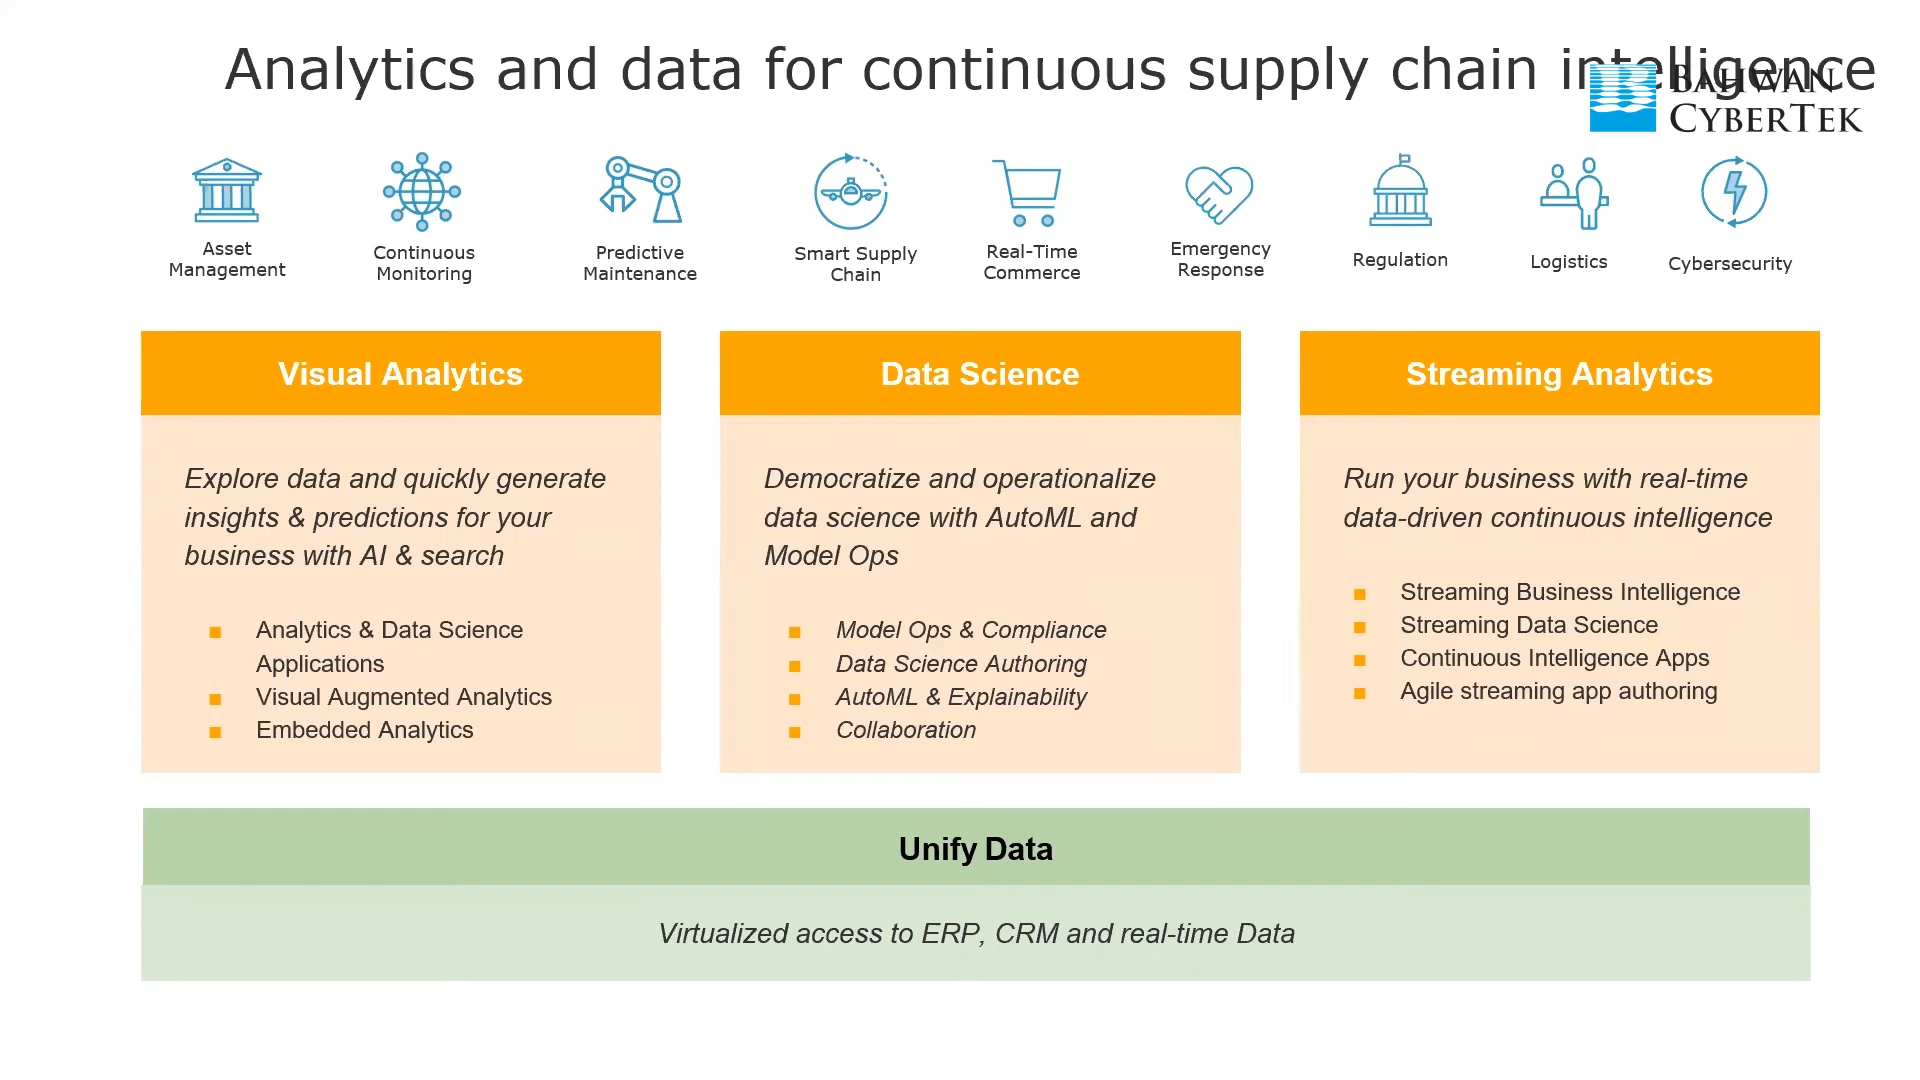 Analytics and data for continuous supply chain intelligence
BAHWAN
CYBERTEK
Asset
Management
Continuous
Monitoring
Predictive
Maintenance
Smart Supply
Chain
Real-Time
Commerce
Emergency
Response
Regulation
Logistics
Cybersecurity
Visual Analytics
Explore data and quickly generate
insights & predictions for your
business with AI & search
Analytics & Data Science
Applications
Visual Augmented Analytics
Embedded Analytics
Data Science
Democratize and operationalize
data science with AutoML and
Model Ops
Model Ops & Compliance
Data Science Authoring
AutoML & Explainability
Collaboration
Streaming Analytics
Run your business with real-time
data-driven continuous intelligence
Streaming Business Intelligence
Streaming Data Science
Continuous Intelligence Apps
Agile streaming app authoring
Unify Data
Virtualized access to ERP, CRM and real-time Data